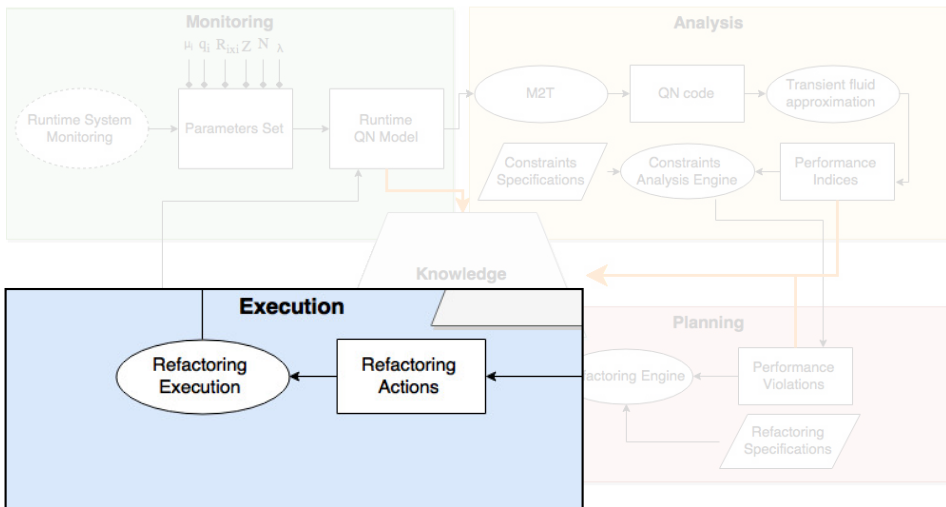 Monitoring
μi qi Rixi Z N λ
Runtime System
Monitoring
Parameters Set
Runtime
QN Model
Analysis
M2T
QN code
Transient fluid
approximation
Constraints
Specifications
Constraints
Analysis Engine
Performance
Indices
Knowledge
Execution
Refactoring
Execution
Refactoring
Actions
Planning
factoring Engine
Performance
Violations
Refactoring
Specifications